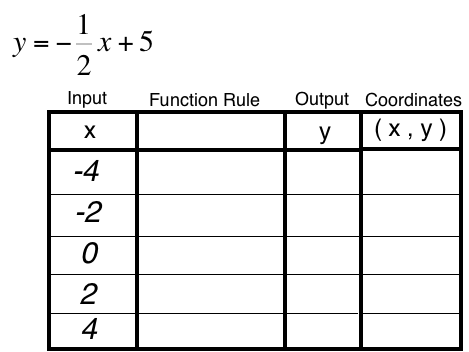 y = -1/2 x + 5
Input Function Rule Output Coordinates
x y ( x , y )
-4
-2
0
2
4